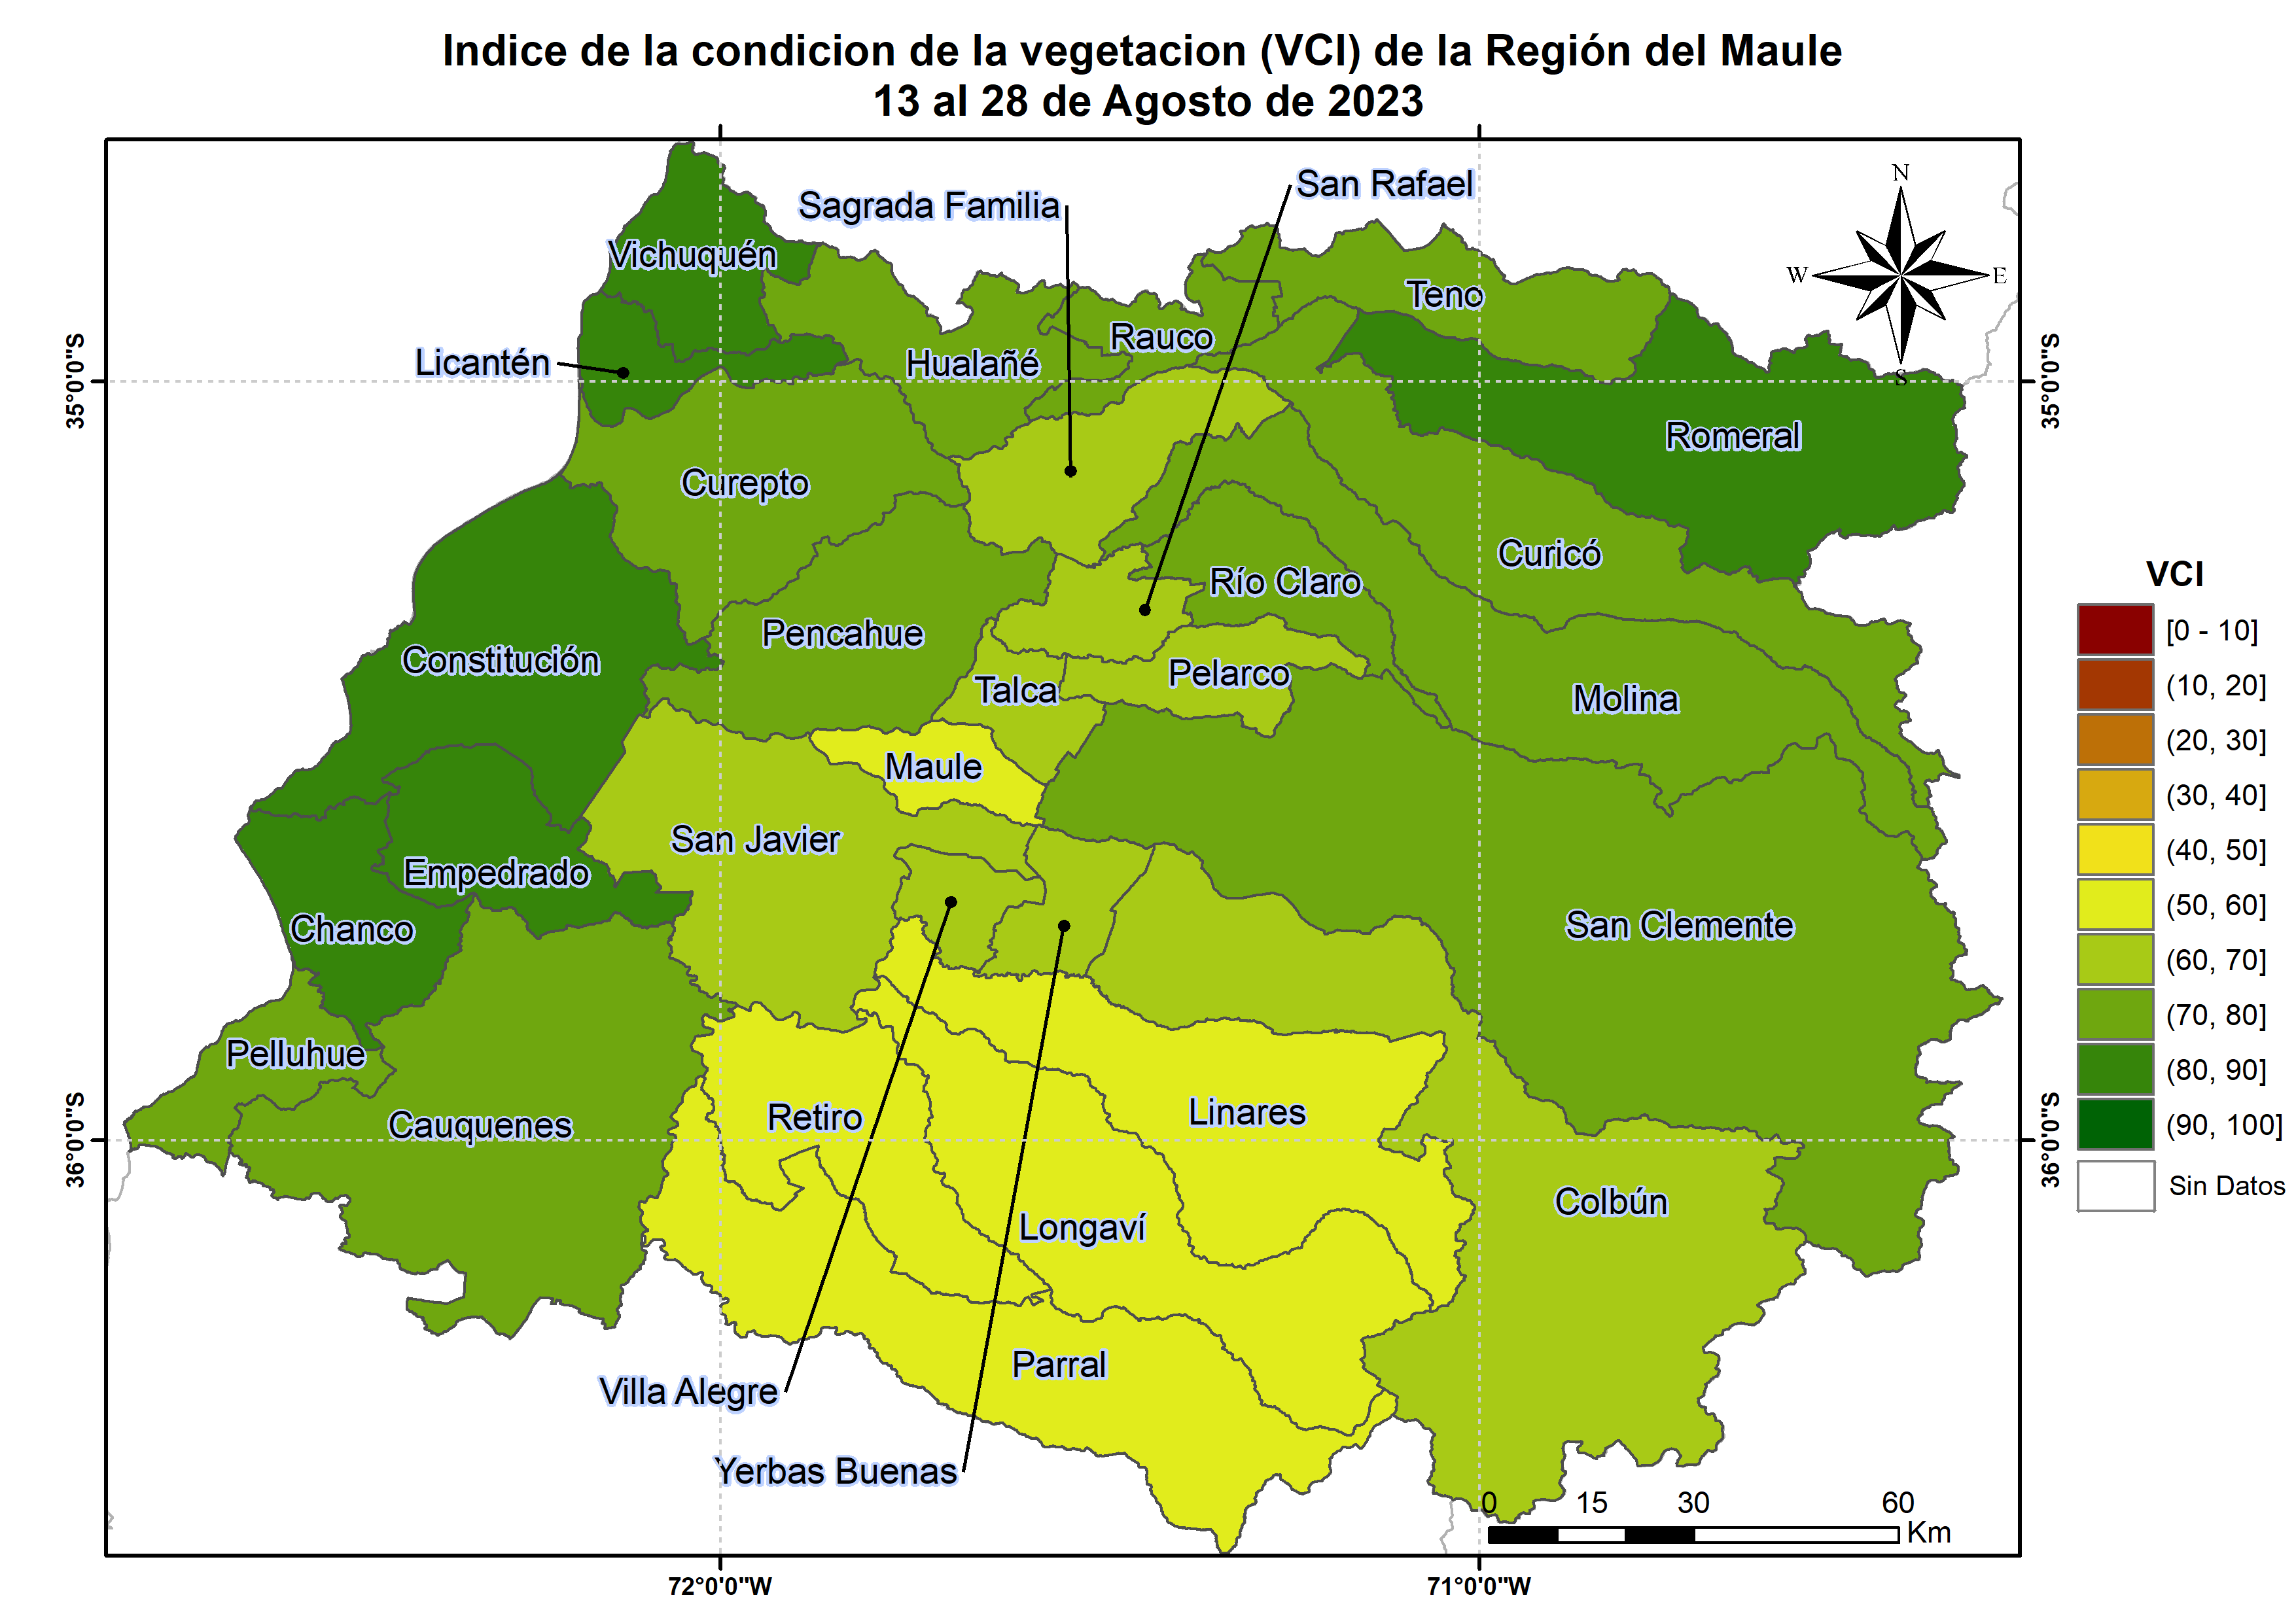 Indice de la condicion de la vegetacion (VCI) de la Región del Maule
13 al 28 de Agosto de 2023
N
W
E
S
San Rafael
Sagrada Familia
Vichuquén
Teno
Rauco
Licantén
Hualañé
Romeral
Curepto
Curicó
Río Claro
Pencahue
Constitución
Pelarco
Talca
Molina
Maule
San Javier
Empedrado
Chanco
San Clemente
Pelluhue
Cauquenes
Retiro
Linares
Colbún
Longaví
Parral
Villa Alegre
Yerbas Buenas
35°0'0"S
35°0'0"S
36°0'0"S
36°0'0"S
72°0'0"W
71°0'0"W
0 15 30 60
Km
VCI
[0 - 10]
(10, 20]
(20, 30]
(30, 40]
(40, 50]
(50, 60]
(60, 70]
(70, 80]
(80, 90]
(90, 100]
Sin Datos